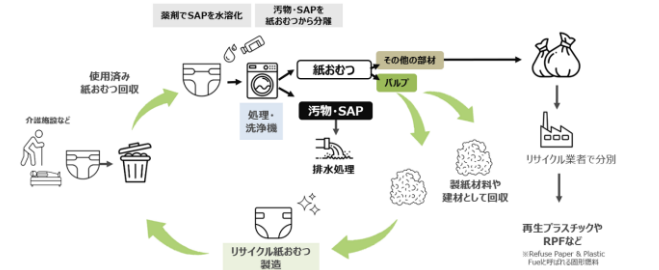 薬剤でSAPを水溶化
汚物・SAPを
紙おむつから分離
使用済み
紙おむつ回収
介護施設など
処理・
洗浄機
紙おむつ
その他の部材
パルプ
汚物・SAP
排水処理
製紙材料や
建材として回収
リサイクル紙おむつ
製造
リサイクル業者で分別
再生プラスチックや
RPFなど
※Refuse Paper & Plastic
Fuelと呼ばれる固形燃料